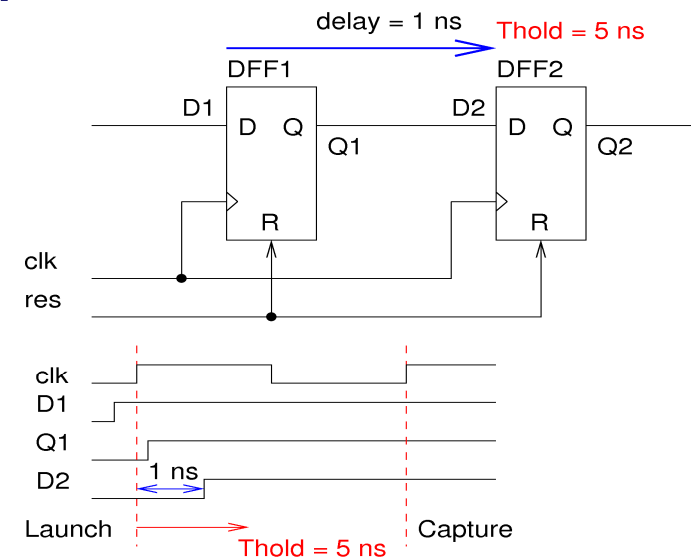 delay = 1 ns
Thold = 5 ns
DFF1
DFF2
D1
D Q
Q1
D2
D Q
Q2
R
R
clk
res
clk
D1
Q1
1 ns
D2
Launch
Capture
Thold = 5 ns